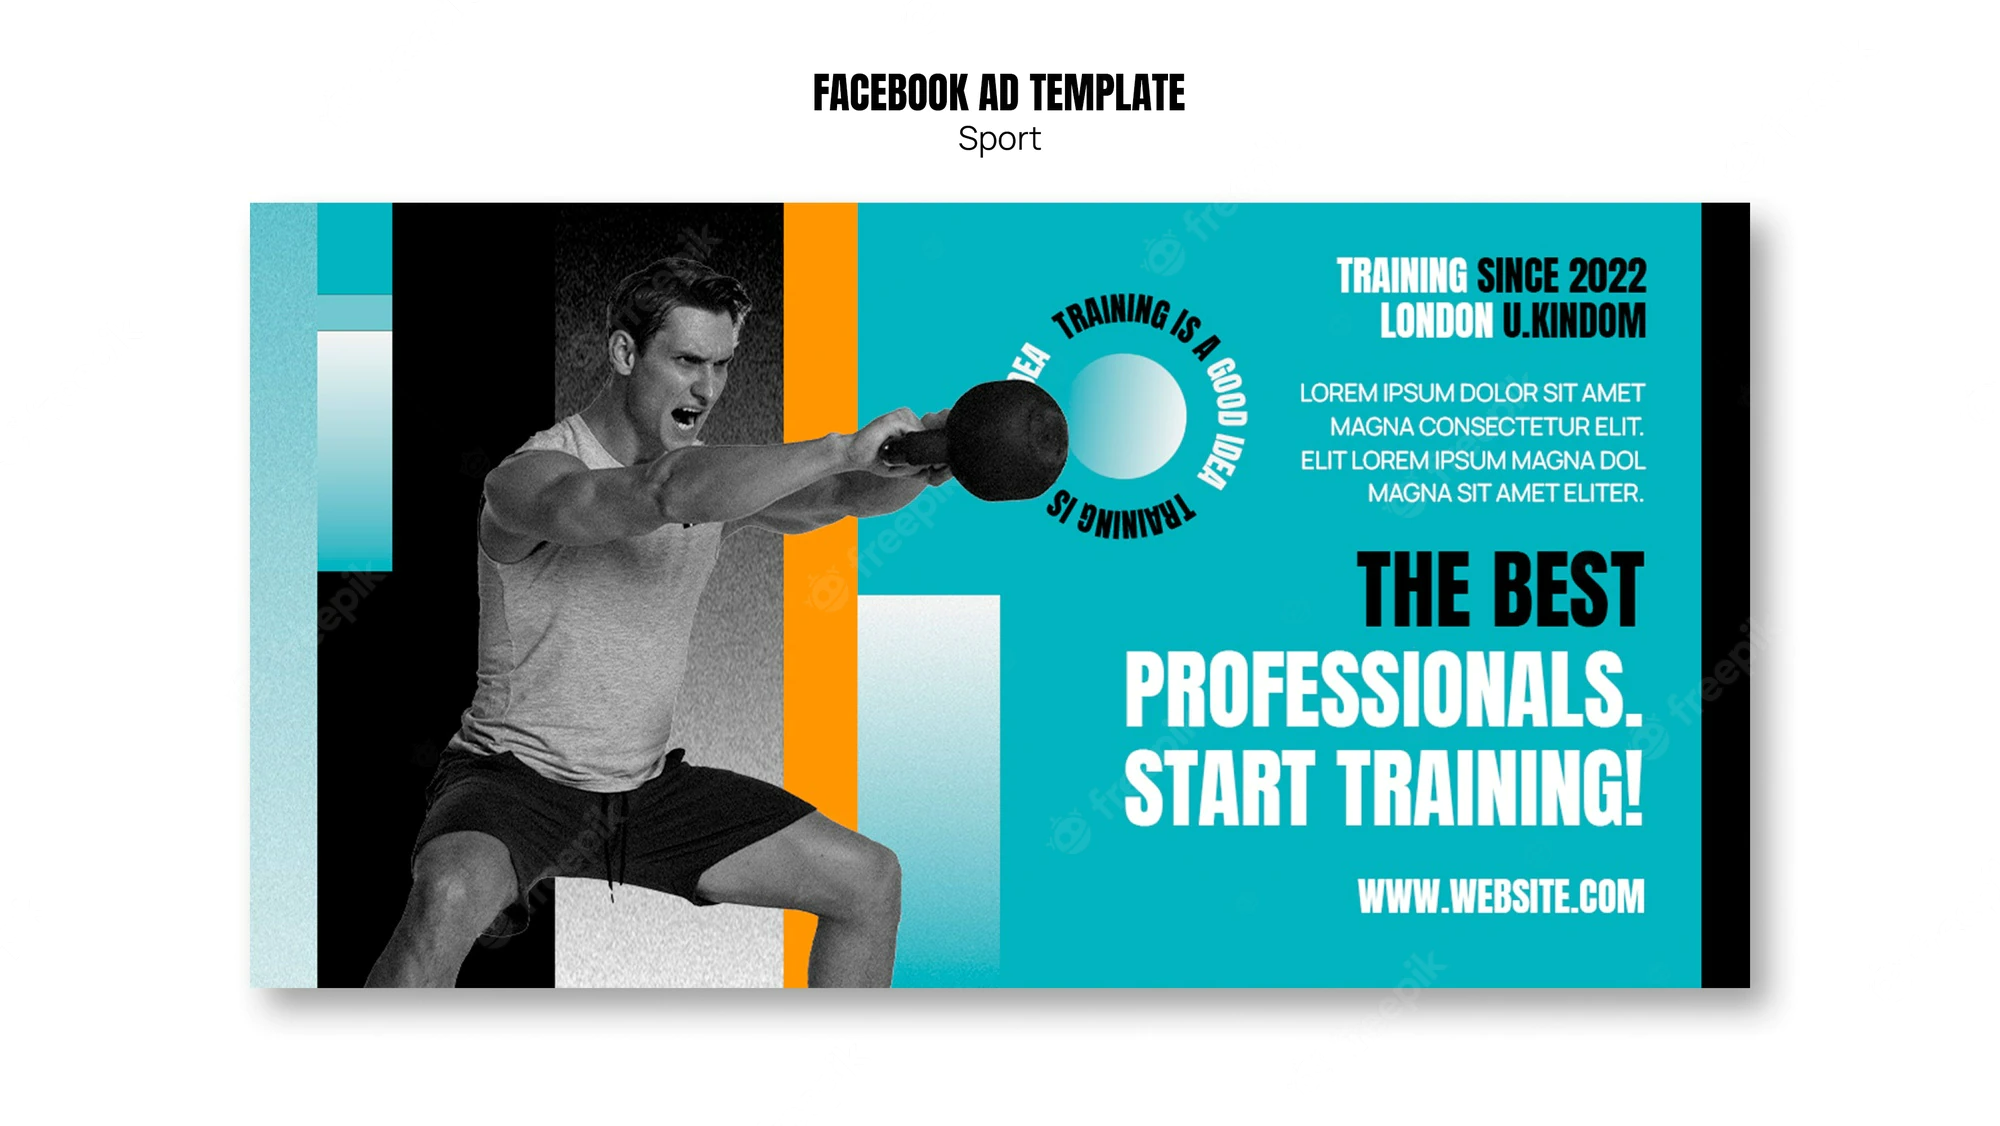 FACEBOOK AD TEMPLATE
Sport
TRAINING SINCE 2022
LONDON U.KINDOM
TRAINING IS A GOOD IDEA
TRAINING IS
DEA
LOREM IPSUM DOLOR SIT AMET
MAGNA CONSECTETUR ELIT.
ELIT LOREM IPSUM MAGNA DOL
MAGNA SIT AMET ELITER.
THE BEST
PROFESSIONALS.
START TRAINING!
WWW.WEBSITE.COM
freepik